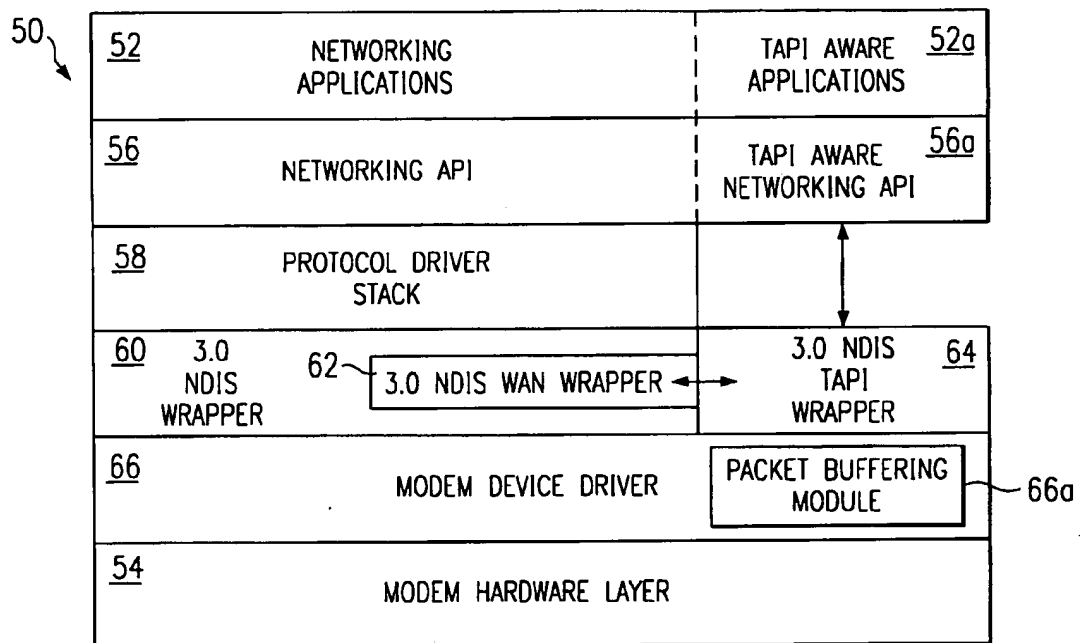 50
52
NETWORKING
APPLICATIONS
TAPI AWARE
APPLICATIONS
52a
56
NETWORKING API
TAPI AWARE
NETWORKING API
56a
58
PROTOCOL DRIVER
STACK
60
3.0
NDIS
WRAPPER
62
3.0 NDIS WAN WRAPPER
3.0 NDIS
TAPI
WRAPPER
64
66
MODEM DEVICE DRIVER
PACKET BUFFERING
MODULE
66a
54
MODEM HARDWARE LAYER